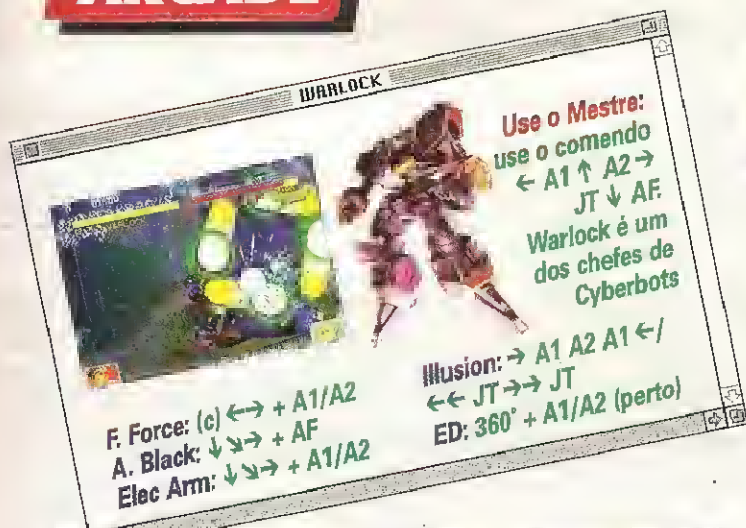 ARCADE
WARLOCK
Use o Mestre:
use o comendo
← A1 ↑ A2 →
JT ↓ AF.
Warlock é um
dos chefes de
Cyberbots
F. Force: (c) ←→ + A1/A2
A. Black: ↓ ↘→ + AF
Elec Arm: ↓ ↘→ + A1/A2
Illusion: → A1 A2 A1 ←/
←← JT →→ JT
ED: 360° + A1/A2 (perto)